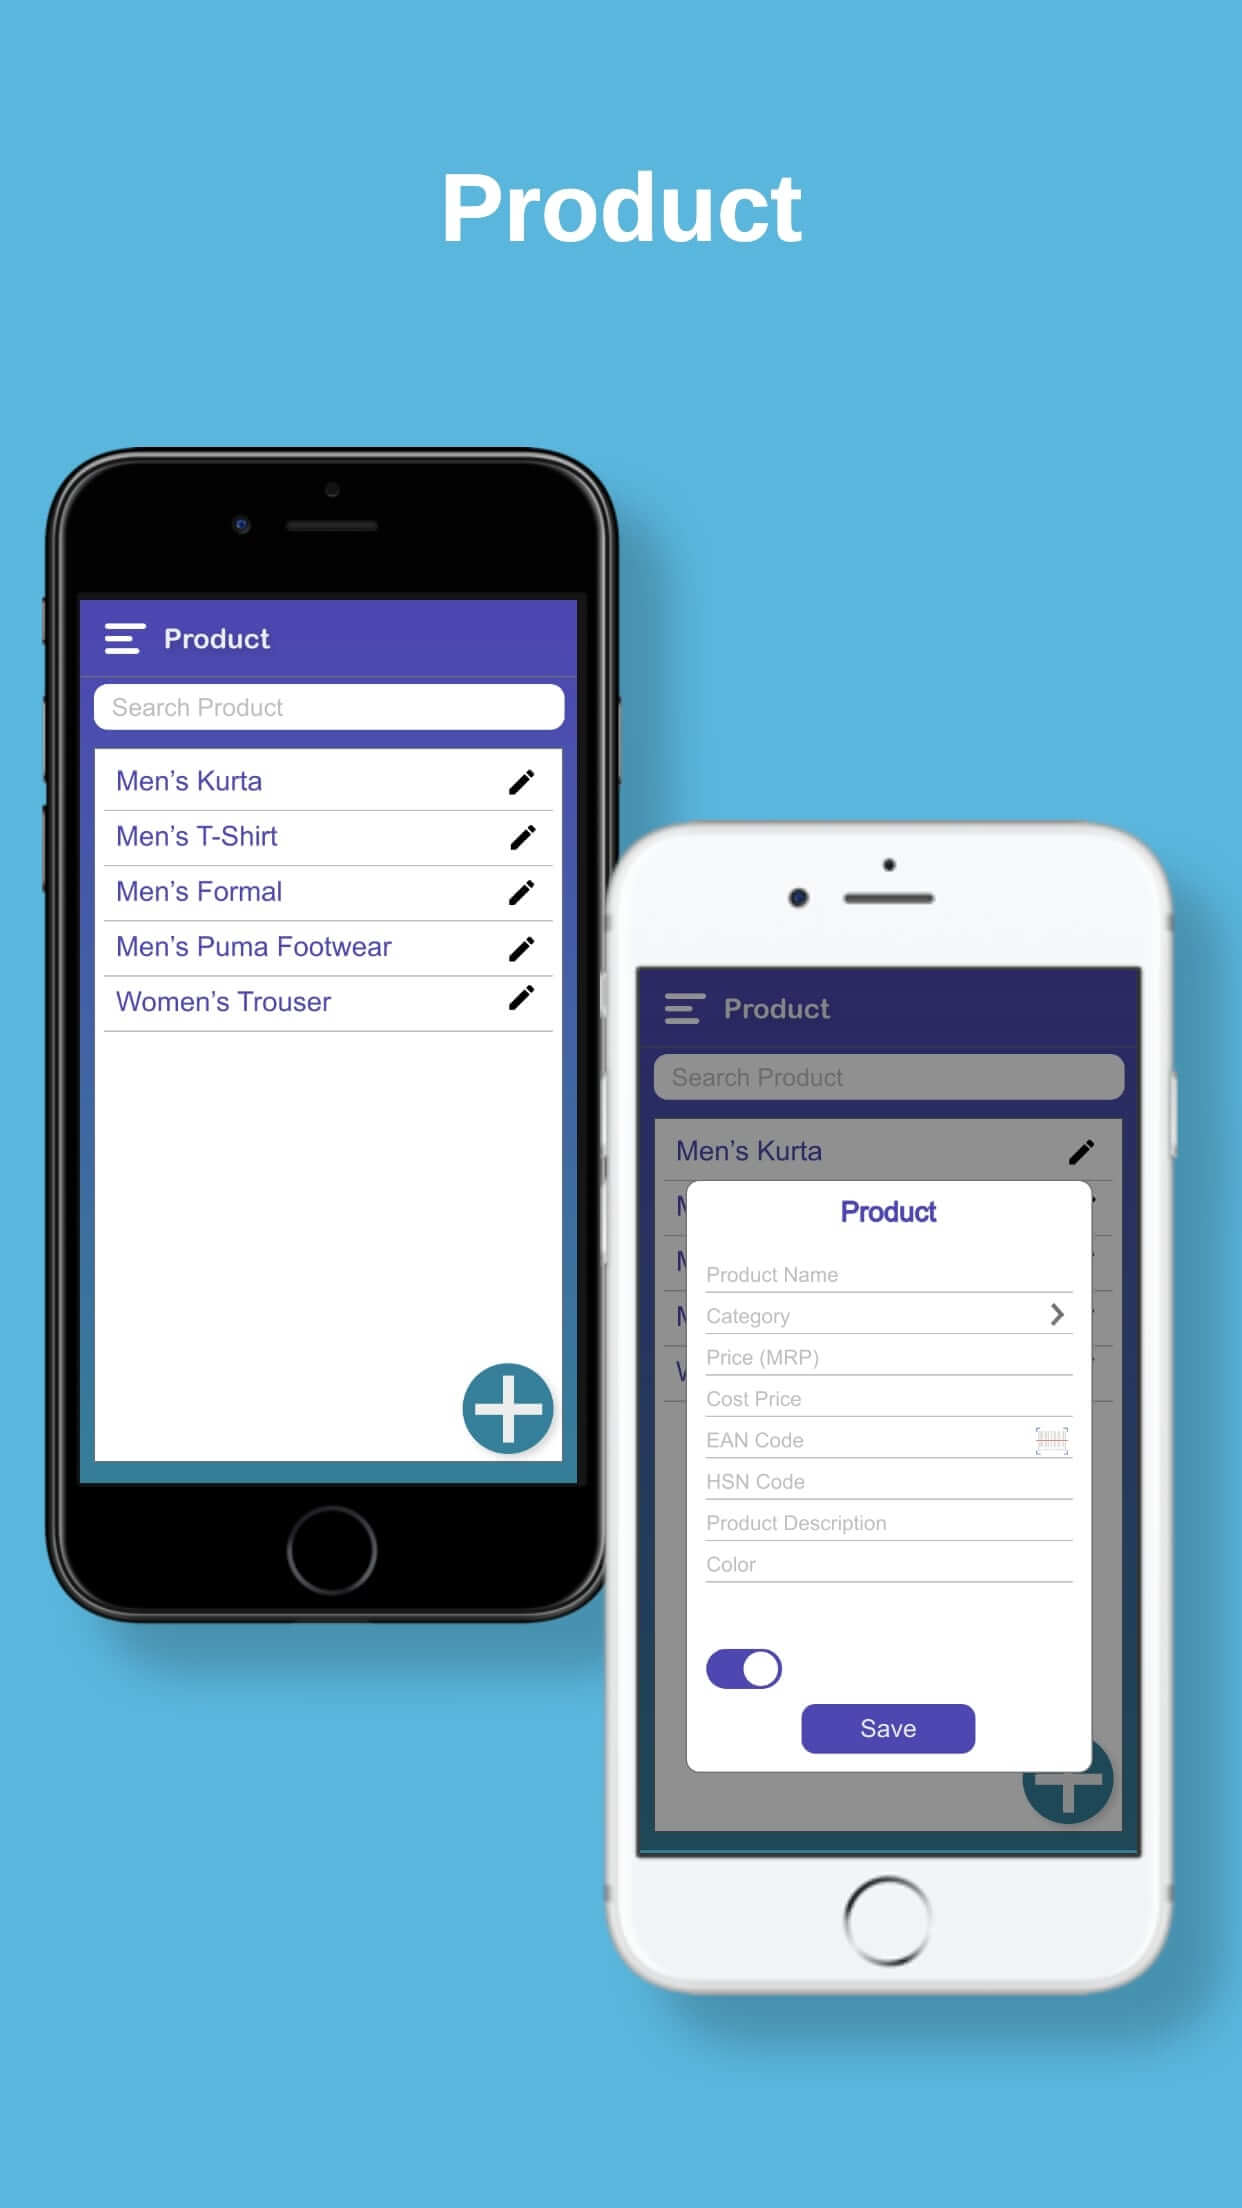 Product
Product
Search Product
Men's Kurta
Men's T-Shirt
Men's Formal
Men's Puma Footwear
Women's Trouser
Product
Search Product
Men's Kurta
Product
Product Name
Category
Price (MRP)
Cost Price
EAN Code
HSN Code
Product Description
Color
Save